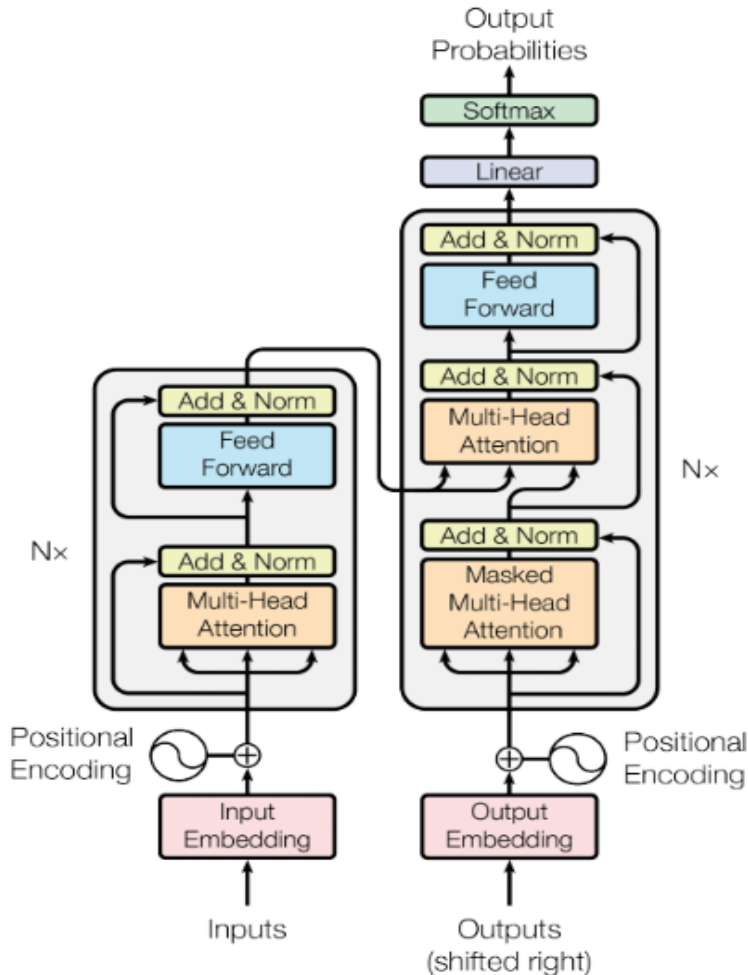 Output
Probabilities
Softmax
Linear
Add & Norm
Feed
Forward
Add & Norm
Multi-Head
Attention
Add & Norm
Masked
Multi-Head
Attention
Nx
Add & Norm
Feed
Forward
Add & Norm
Multi-Head
Attention
Nx
Positional
Encoding
Positional
Encoding
Input
Embedding
Output
Embedding
Inputs
Outputs
(shifted right)